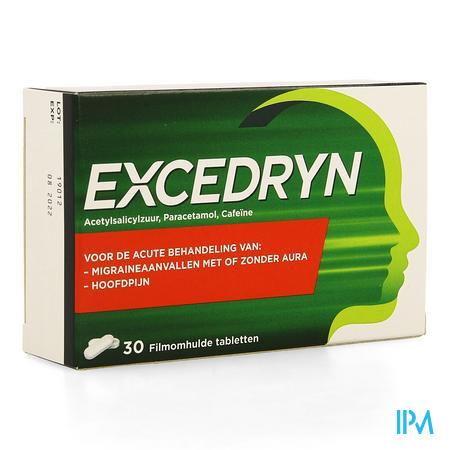 LOT: 19012
EXP: 08 2022
EXCEDRYN
Acetylsalicylzuur, Paracetamol, Cafeïne
VOOR DE ACUTE BEHANDELING VAN:
– MIGRAINEAANVALLEN MET OF ZONDER AURA
– HOOFDPIJN
30 Filmomhulde tabletten
IPM